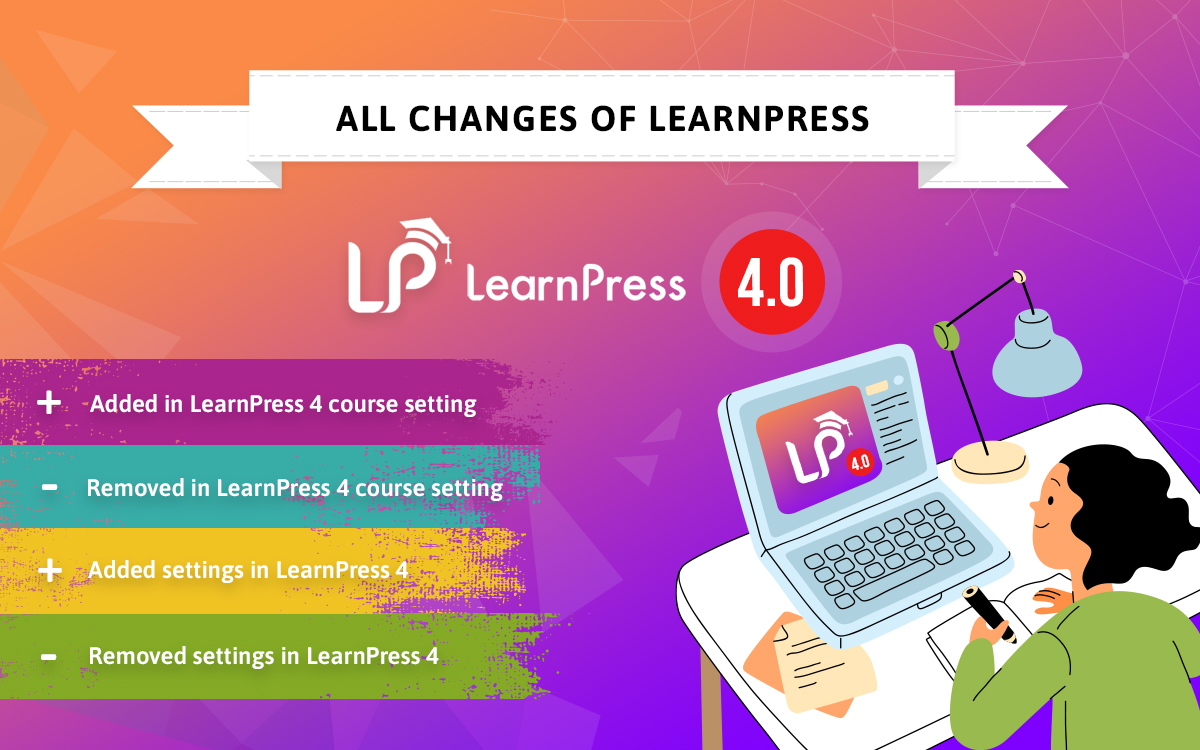 ALL CHANGES OF LEARNPRESS
LP LearnPress 4.0
+ Added in LearnPress 4 course setting
- Removed in LearnPress 4 course setting
+ Added settings in LearnPress 4
- Removed settings in LearnPress 4
LP 4.0